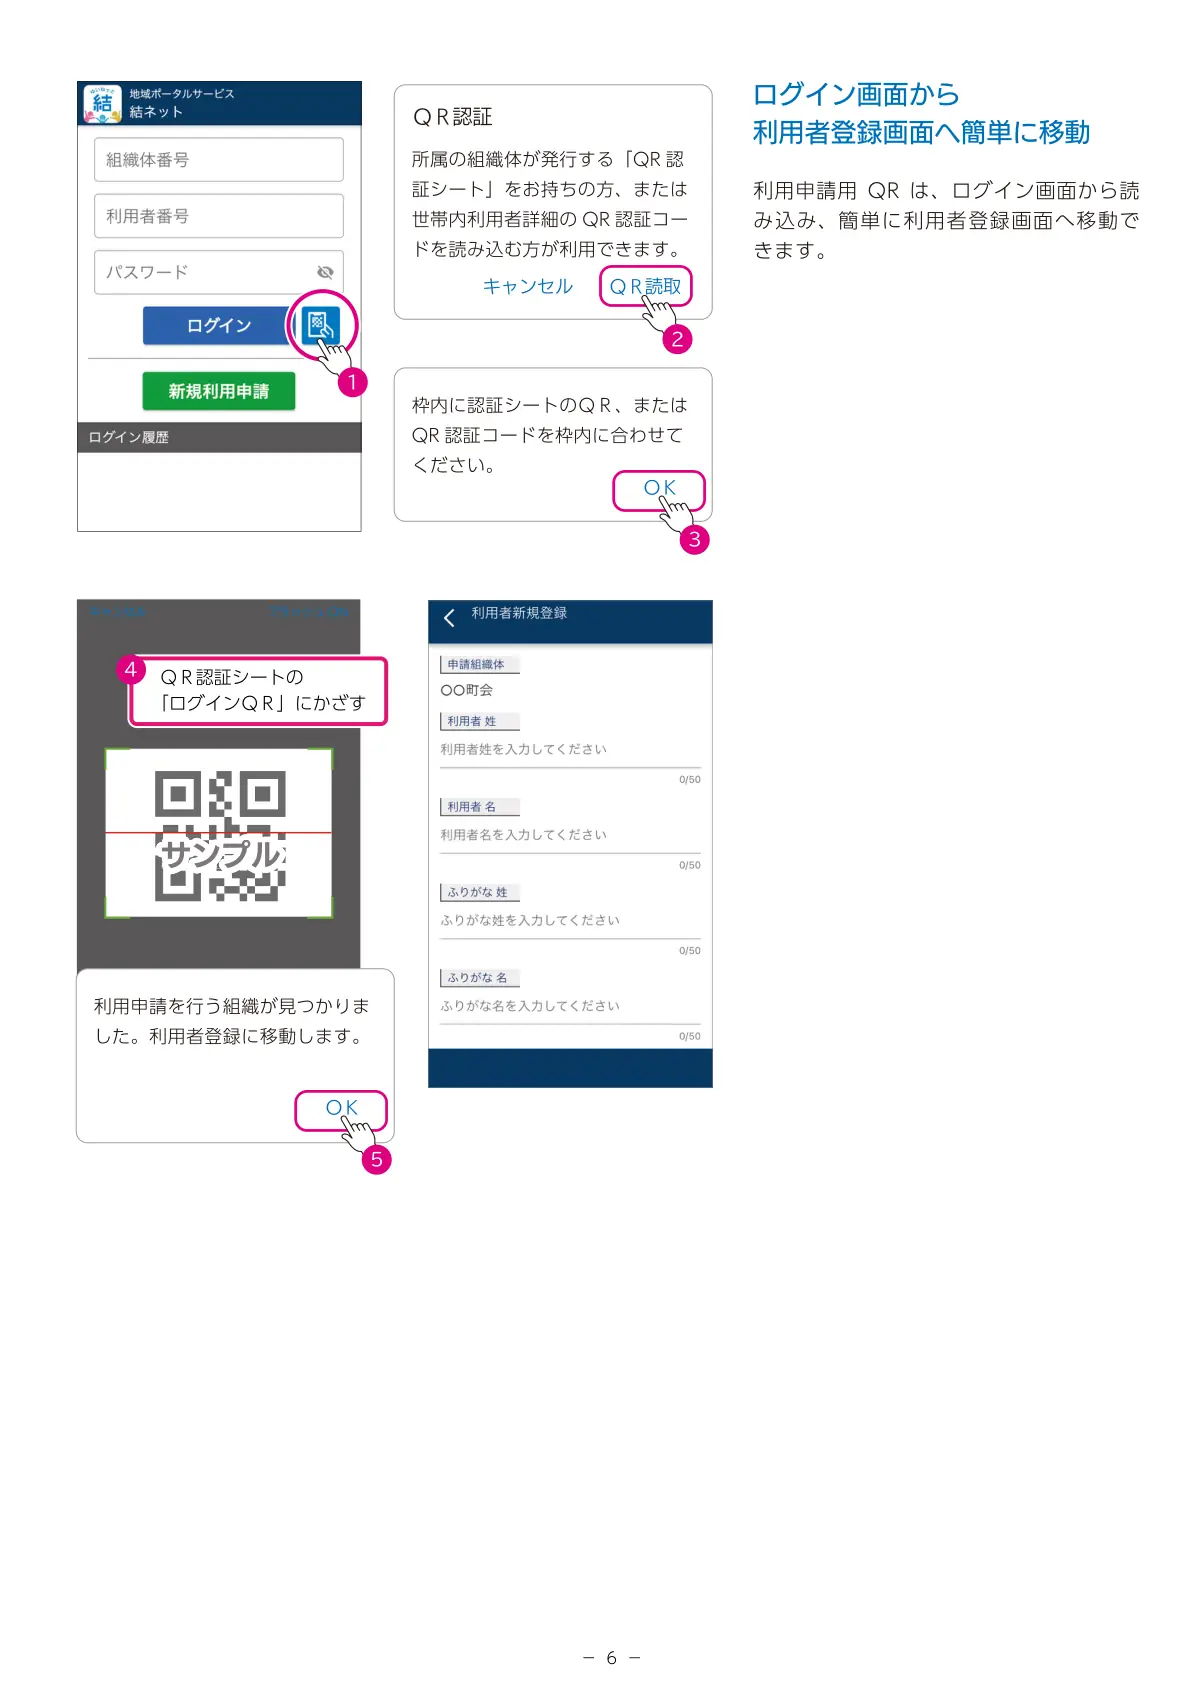 ログイン画面から
利用者登録画面へ簡単に移動
利用申請用 QR は、ログイン画面から読
み込み、簡単に利用者登録画面へ移動で
きます。
結
地域ポータルサービス
結ネット
組織体番号
利用者番号
パスワード
ログイン
1
新規利用申請
ログイン履歴
ＱＲ認証
所属の組織体が発行する「QR 認
証シート」をお持ちの方、または
世帯内利用者詳細の QR 認証コー
ドを読み込む方が利用できます。
キャンセル ＱＲ読取
2
枠内に認証シートのＱＲ、または
QR 認証コードを枠内に合わせて
ください。
ＯＫ
3
4
ＱＲ認証シートの
「ログインＱＲ」にかざす
サンプル
利用申請を行う組織が見つかりま
した。利用者登録に移動します。
ＯＫ
5
利用者新規登録
申請組織体
〇〇町会
利用者 姓
利用者姓を入力してください
0/50
利用者 名
利用者名を入力してください
0/50
ふりがな 姓
ふりがな姓を入力してください
0/50
ふりがな 名
ふりがな名を入力してください
0/50
－ 6 －